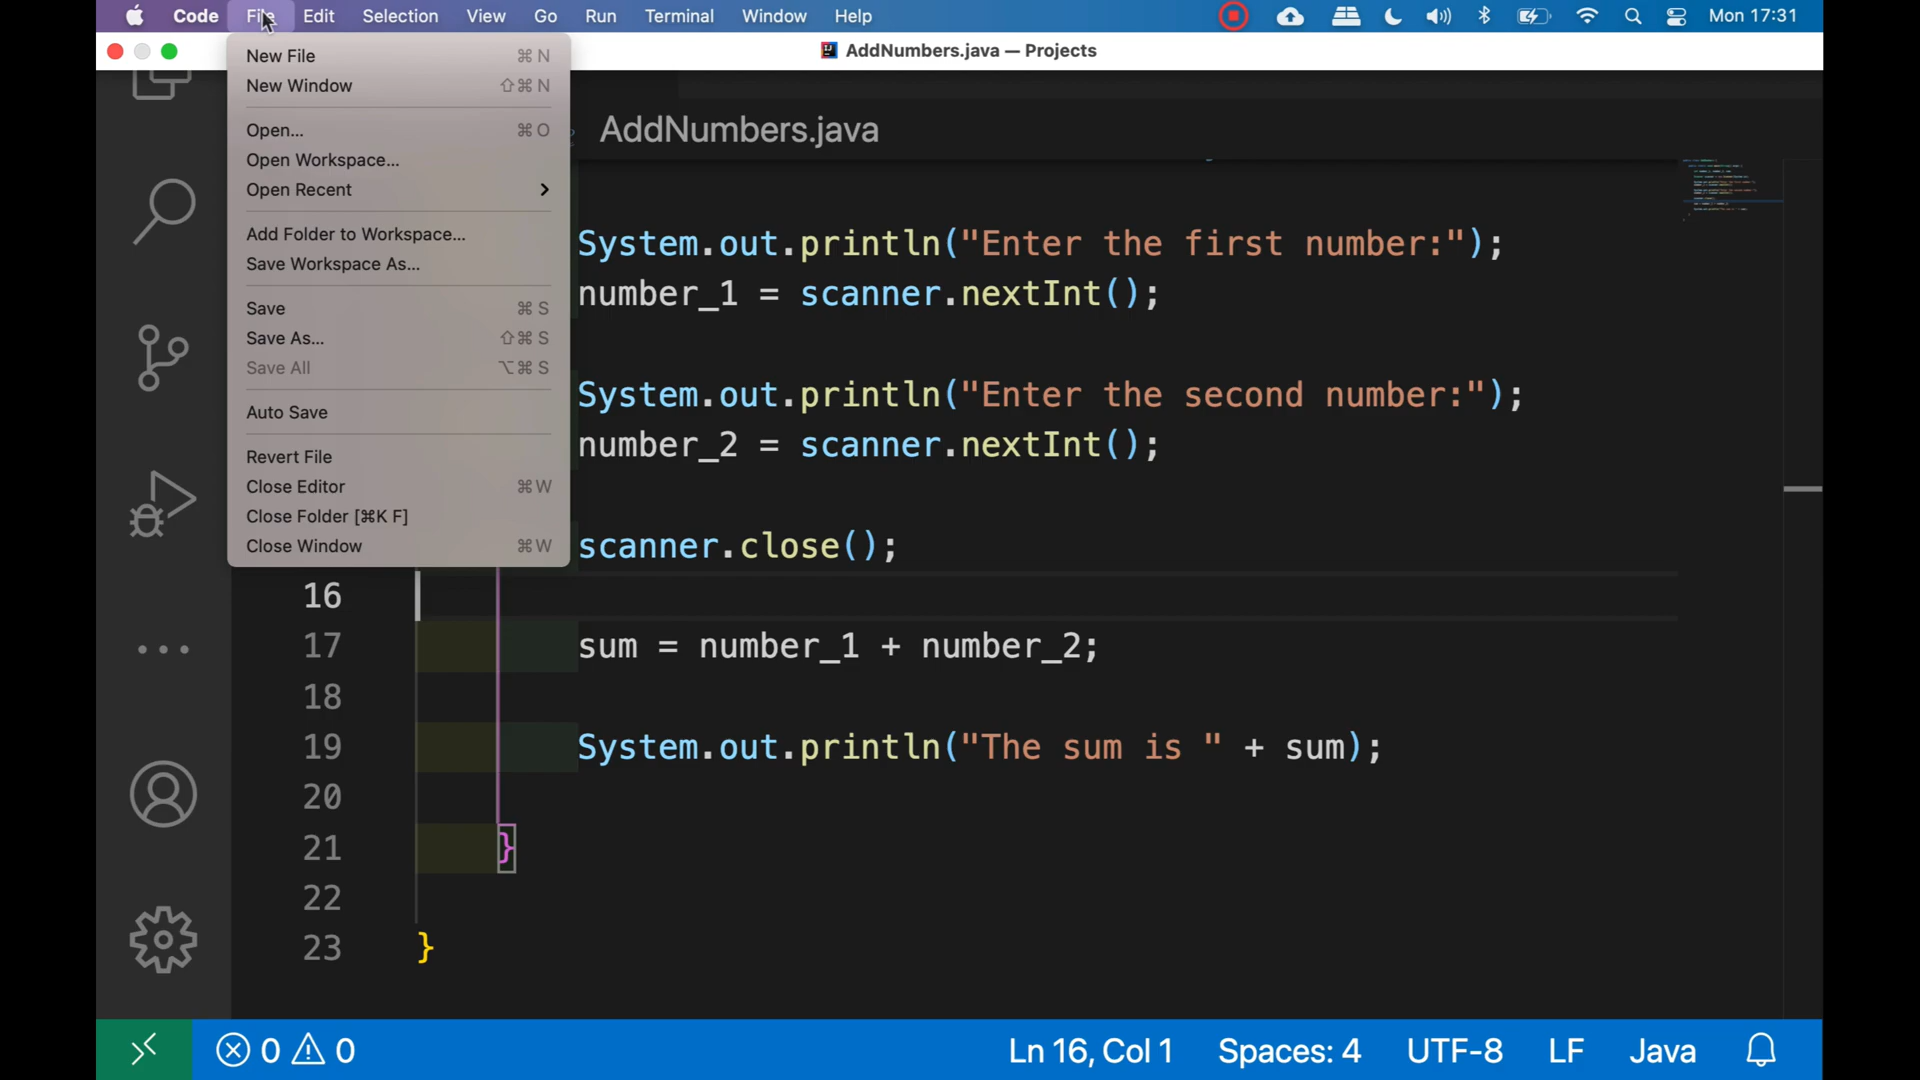 Code File Edit Selection View Go Run Terminal Window Help Mon 17:31
AddNumbers.java — Projects
New File ⌘ N
New Window ⇧⌘ N
Open... ⌘ O
Open Workspace...
Open Recent
Add Folder to Workspace...
Save Workspace As...
Save ⌘ S
Save As... ⇧⌘ S
Save All ⌥⌘ S
Auto Save
Revert File
Close Editor ⌘W
Close Folder [⌘K F]
Close Window ⌘W
AddNumbers.java
System.out.println("Enter the first number:");
number_1 = scanner.nextInt();
System.out.println("Enter the second number:");
number_2 = scanner.nextInt();
scanner.close();
16
17 sum = number_1 + number_2;
18
19 System.out.println("The sum is " + sum);
20
21 }
22
23 }
0 0 Ln 16, Col 1 Spaces: 4 UTF-8 LF Java